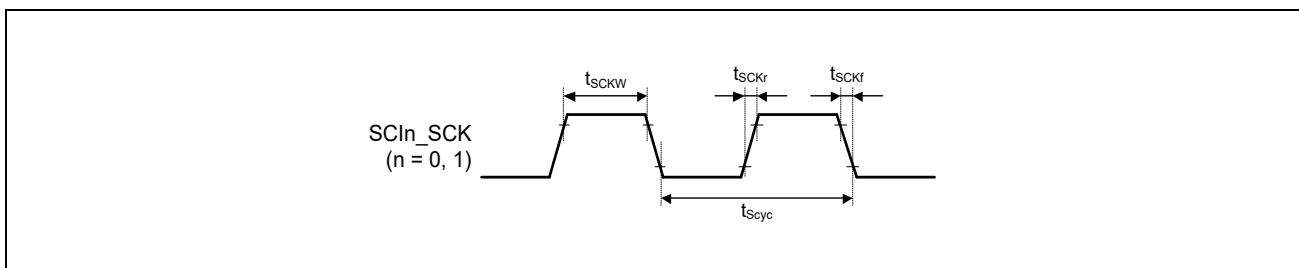 tSCKW
tSCKr
tSCKf
SCIn_SCK
(n = 0, 1)
tScyc